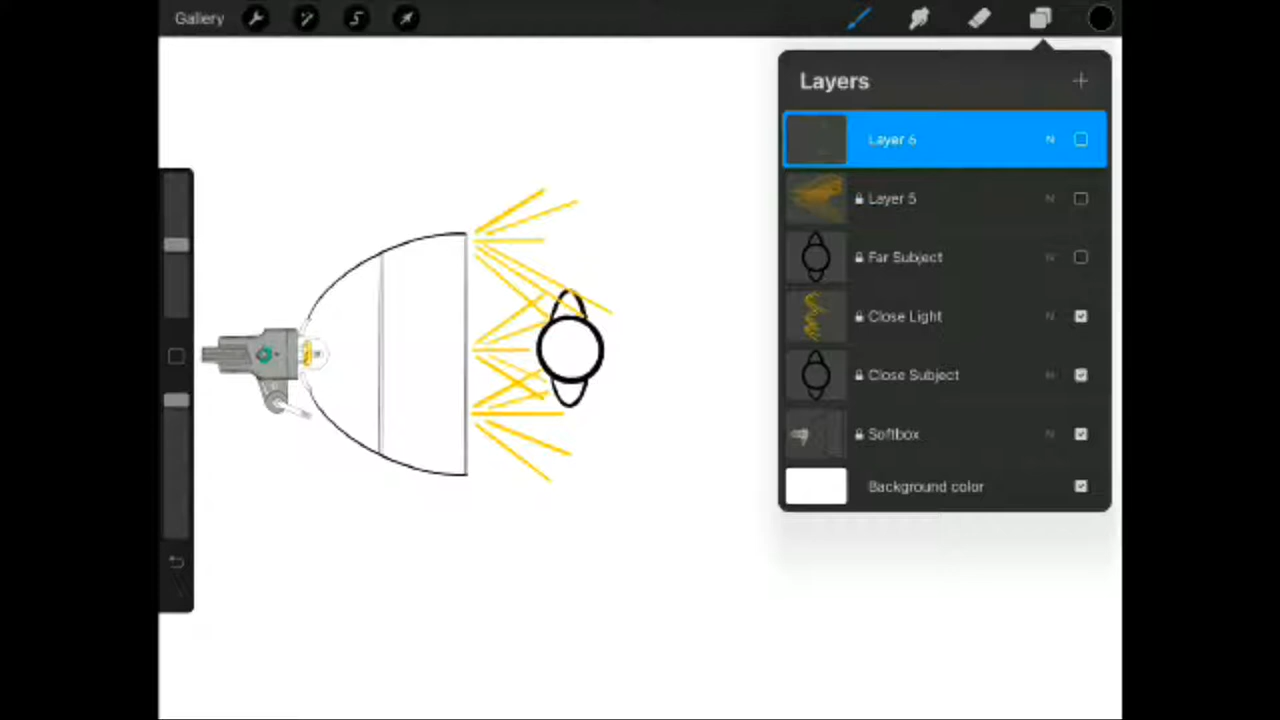 Gallery
Layers
Layer 6 N
Layer 5 N
Far Subject N
Close Light N
Close Subject N
Softbox N
Background color